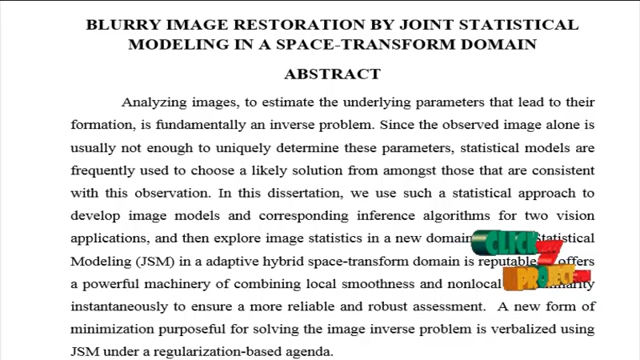 BLURRY IMAGE RESTORATION BY JOINT STATISTICAL
MODELING IN A SPACE-TRANSFORM DOMAIN
ABSTRACT
Analyzing images, to estimate the underlying parameters that lead to their
formation, is fundamentally an inverse problem. Since the observed image alone is
usually not enough to uniquely determine these parameters, statistical models are
frequently used to choose a likely solution from amongst those that are consistent
with this observation. In this dissertation, we use such a statistical approach to
develop image models and corresponding inference algorithms for two vision
applications, and then explore image statistics in a new domain Statistical
Modeling (JSM) in a adaptive hybrid space-transform domain is reputable offers
a powerful machinery of combining local smoothness and nonlocal
instantaneously to ensure a more reliable and robust assessment. A new form of
minimization purposeful for solving the image inverse problem is verbalized using
JSM under a regularization-based agenda.
CLICK
PROJECT